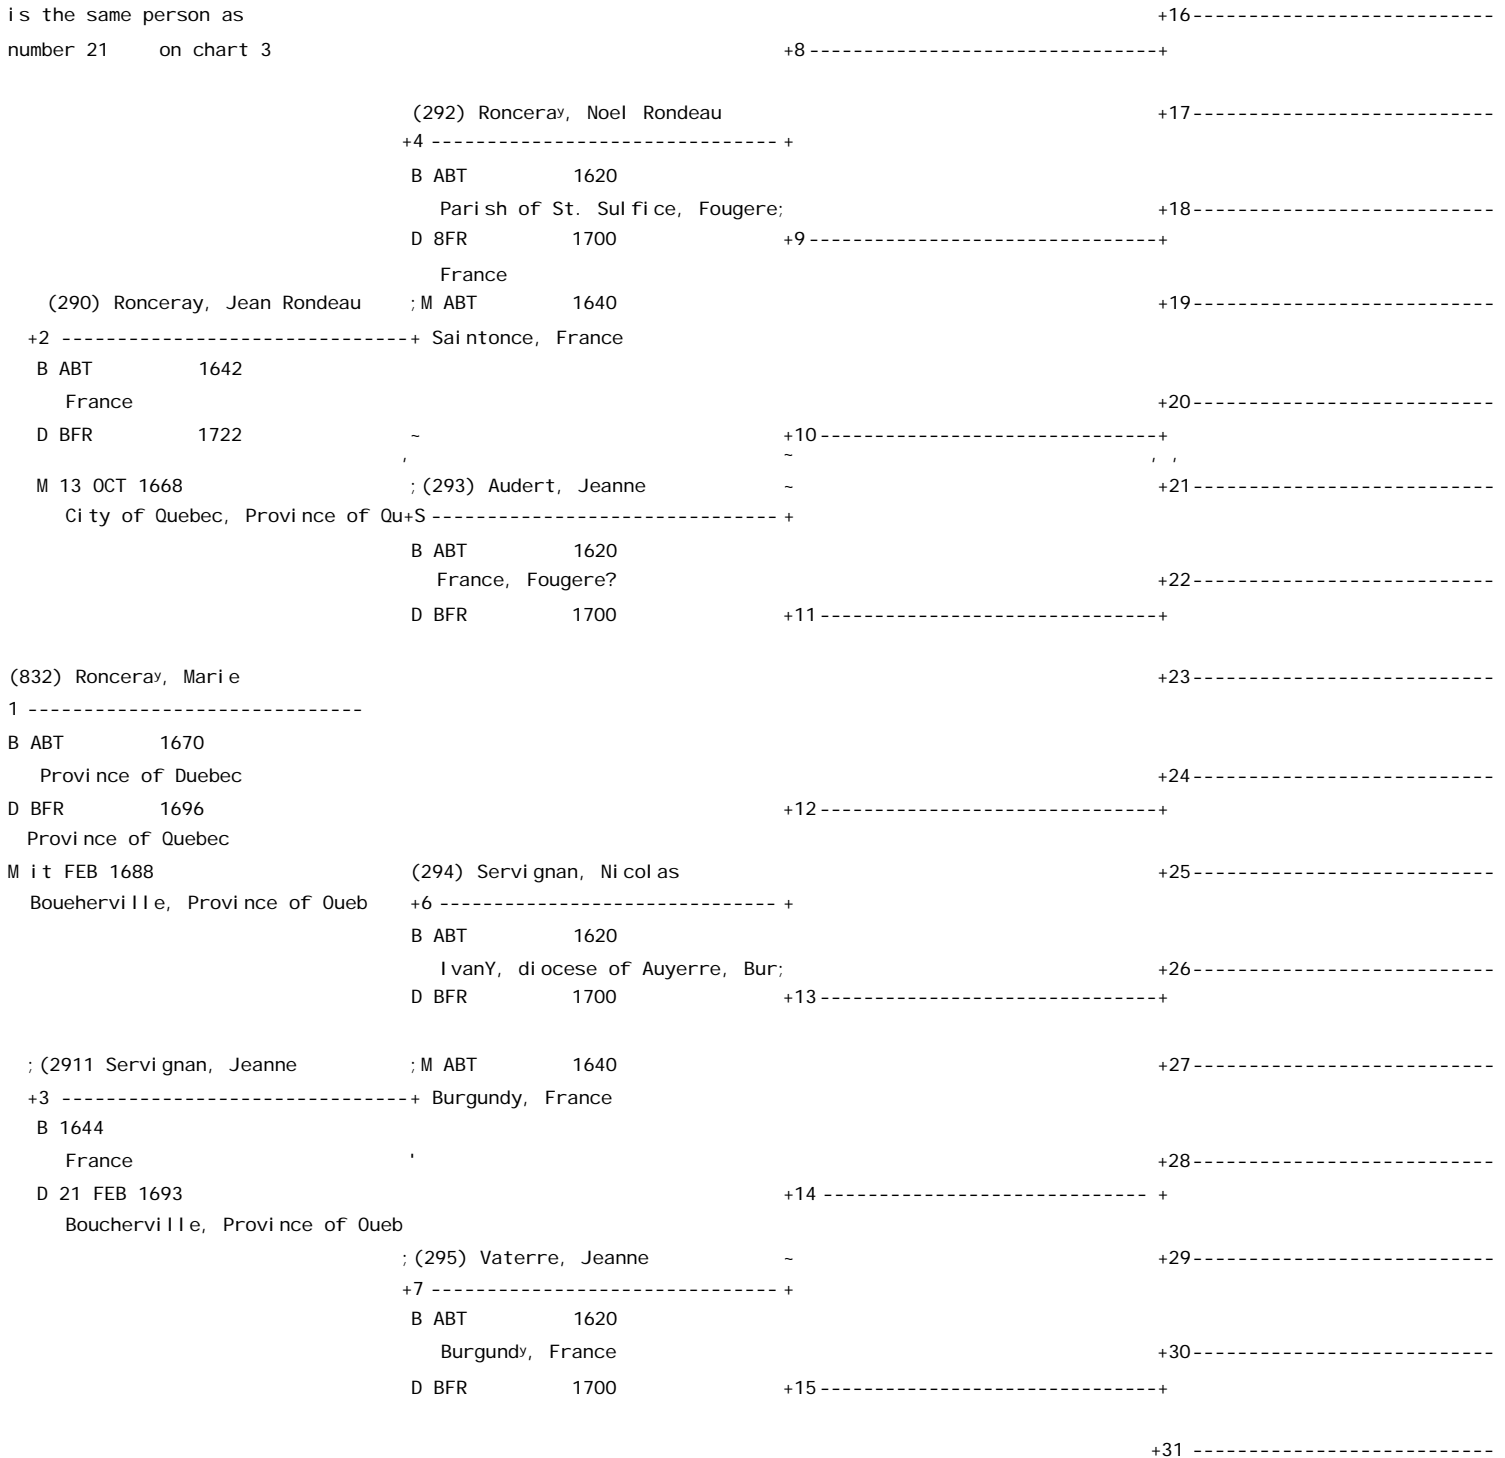 is the same person as +16---------------------------
number 21 on chart 3 +8-------------------------------+
(292) Ronceray, Noel Rondeau +17---------------------------
+4 ------------------------------- +
B ABT 1620
Parish of St. Sulfice, Fougere; +18---------------------------
D 8FR 1700 +9-------------------------------+
France
(290) Ronceray, Jean Rondeau ;M ABT 1640 +19---------------------------
+2 -------------------------------+ Saintonce, France
B ABT 1642
France +20---------------------------
D BFR 1722 ~ +10-------------------------------+
, ~ , ,
M 13 OCT 1668 ;(293) Audert, Jeanne ~ +21---------------------------
City of Quebec, Province of Qu+S ------------------------------- +
B ABT 1620
France, Fougere? +22---------------------------
D BFR 1700 +11-------------------------------+
(832) Ronceray, Marie +23---------------------------
1 ------------------------------
B ABT 1670
Province of Duebec +24---------------------------
D BFR 1696 +12-------------------------------+
Province of Quebec
M it FEB 1688 (294) Servignan, Nicolas +25---------------------------
Boueherville, Province of Oueb +6 ------------------------------- +
B ABT 1620
IvanY, diocese of Auyerre, Bur; +26---------------------------
D BFR 1700 +13-------------------------------+
;(2911 Servignan, Jeanne ;M ABT 1640 +27---------------------------
+3 -------------------------------+ Burgundy, France
B 1644
France ' +28---------------------------
D 21 FEB 1693 +14 ----------------------------- +
Boucherville, Province of Oueb
;(295) Vaterre, Jeanne ~ +29---------------------------
+7 ------------------------------- +
B ABT 1620
Burgundy, France +30---------------------------
D BFR 1700 +15-------------------------------+
+31 ---------------------------